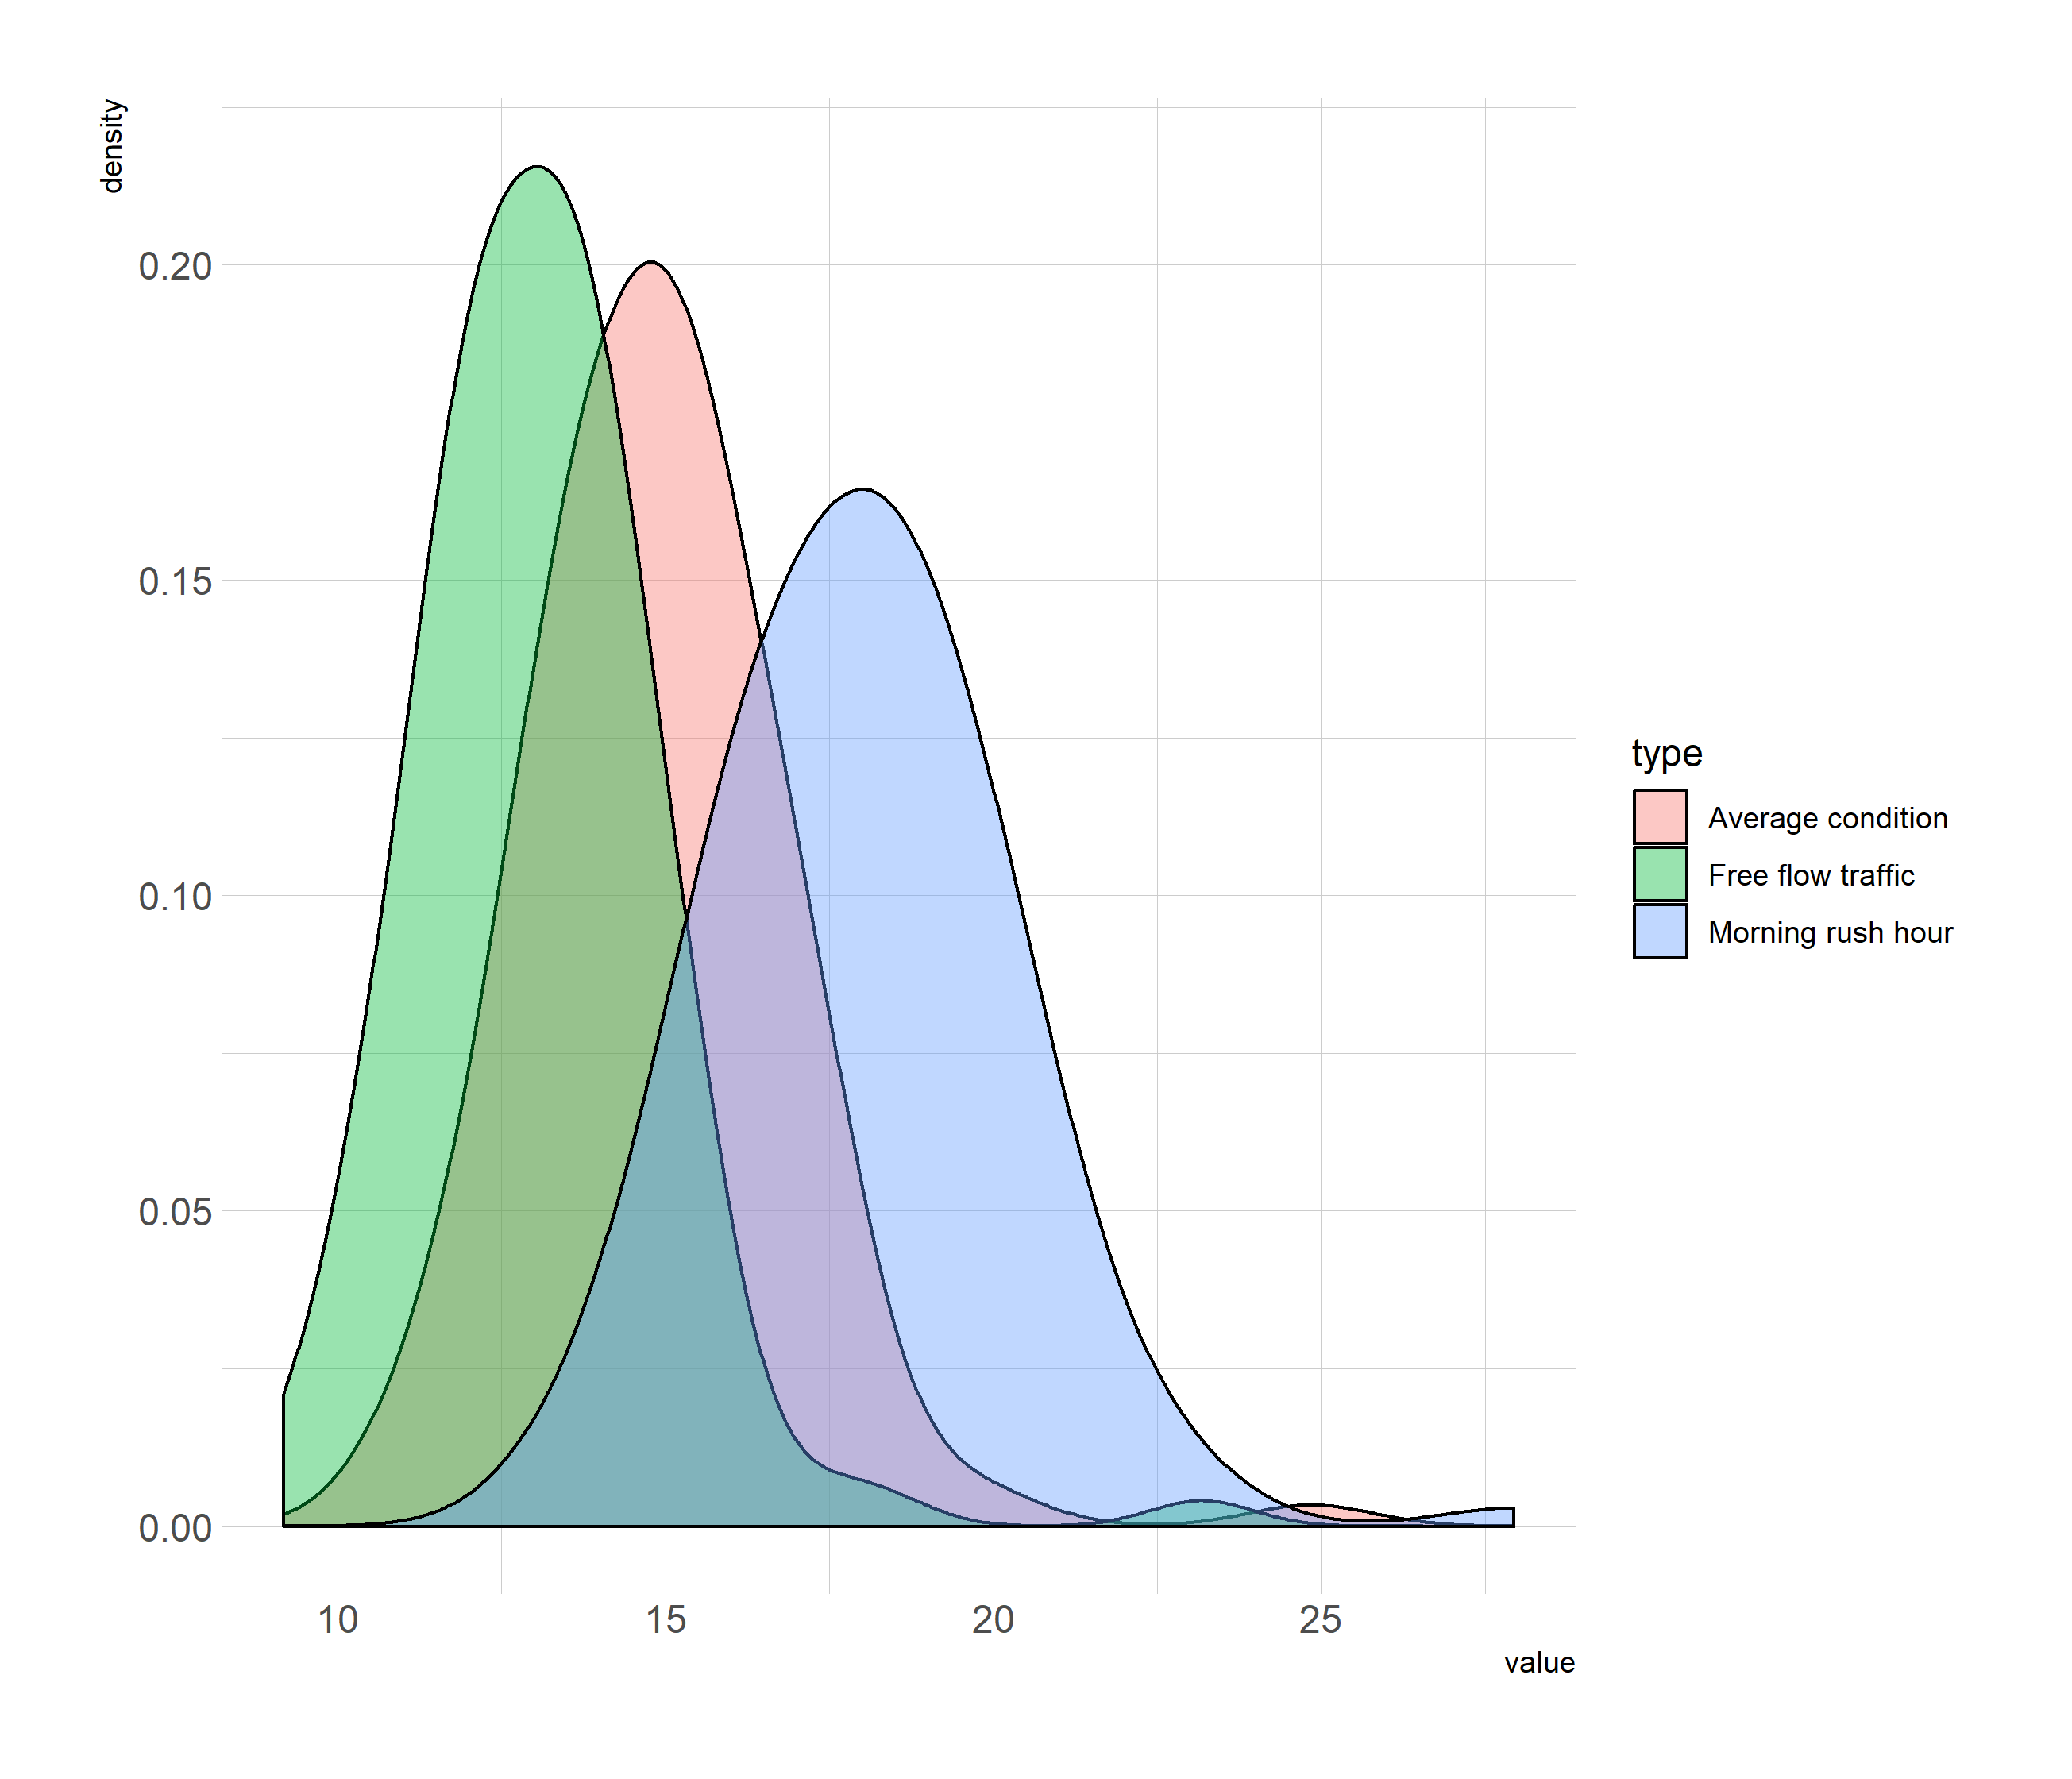 density
0.20
0.15
0.10
0.05
0.00
10 15 20 25
value
type
Average condition
Free flow traffic
Morning rush hour